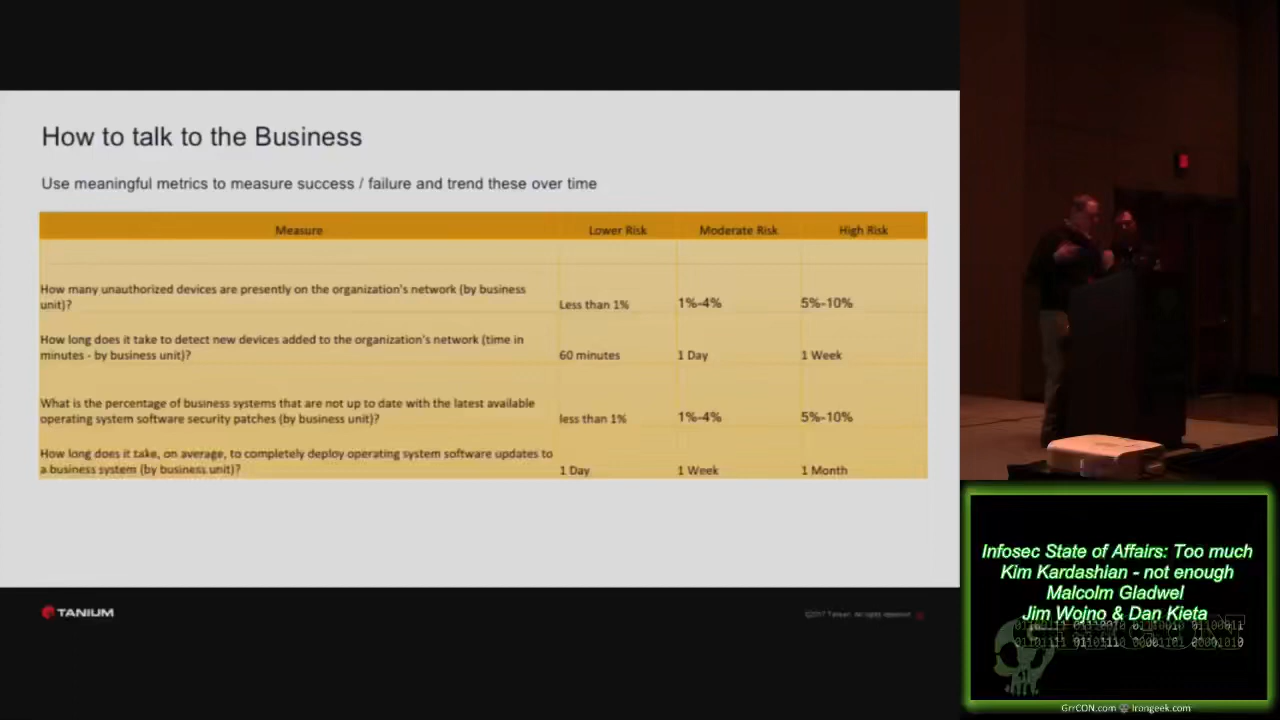 How to talk to the Business
Use meaningful metrics to measure success / failure and trend these over time
Measure Lower Risk Moderate Risk High Risk
How many unauthorized devices are presently on the organization's network (by business
unit)? Less than 1% 1%-4% 5%-10%
How long does it take to detect new devices added to the organization's network (time in
minutes - by business unit)? 60 minutes 1 Day 1 Week
What is the percentage of business systems that are not up to date with the latest available
operating system software security patches (by business unit)? less than 1% 1%-4% 5%-10%
How long does it take, on average, to completely deploy operating system software updates to
a business system (by business unit)? 1 Day 1 Week 1 Month
TANIUM
Infosec State of Affairs: Too much
Kim Kardashian - not enough
Malcolm Gladwel
Jim Wojno & Dan Kieta
GrrCON.com Irongeek.com